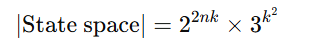 |State space| = 2^{2nk} × 3^{k^2}